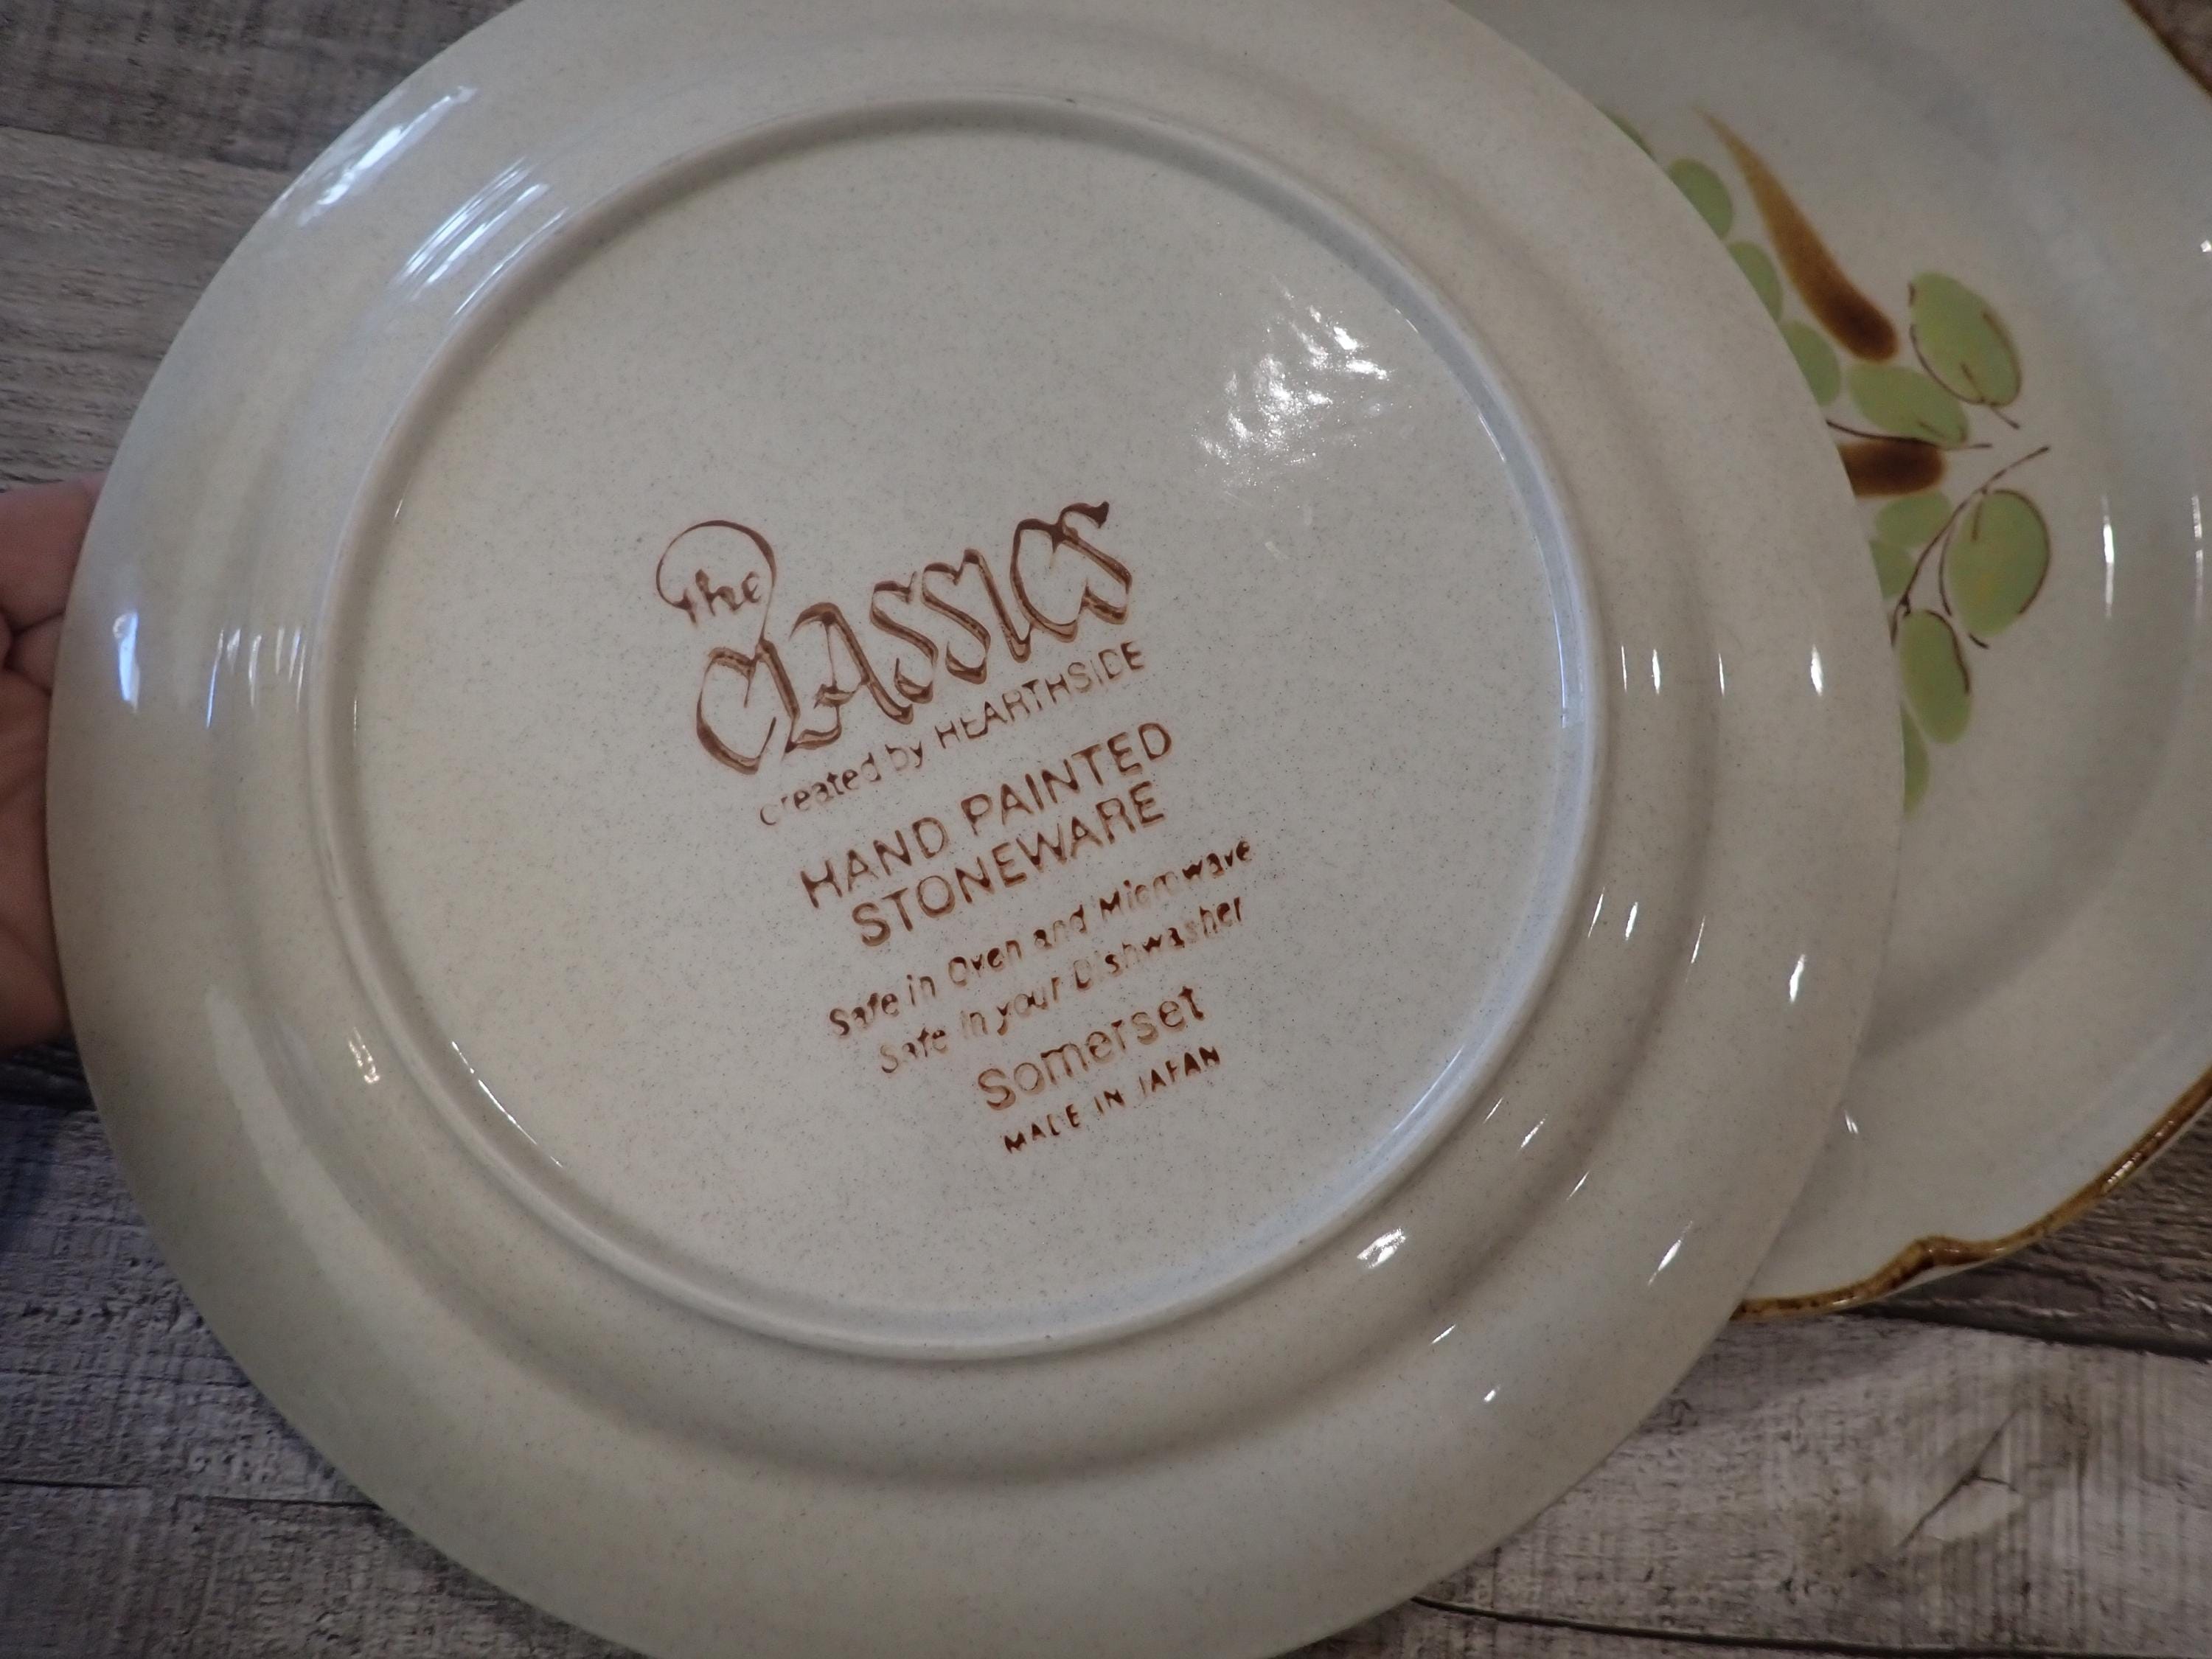 The
CLASSICS
created by HEARTHSIDE
HAND PAINTED
STONEWARE
Safe in Oven and Microwave
Safe in your Dishwasher
Somerset
MADE IN JAPAN